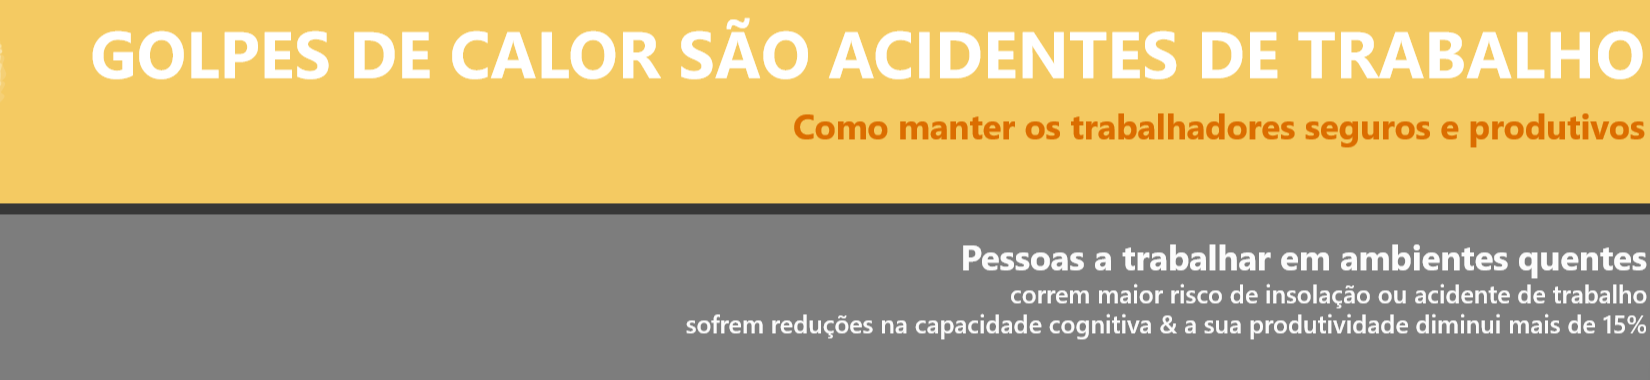 GOLPES DE CALOR SÃO ACIDENTES DE TRABALHO
Como manter os trabalhadores seguros e produtivos
Pessoas a trabalhar em ambientes quentes
correm maior risco de insolação ou acidente de trabalho
sofrem reduções na capacidade cognitiva & a sua produtividade diminui mais de 15%